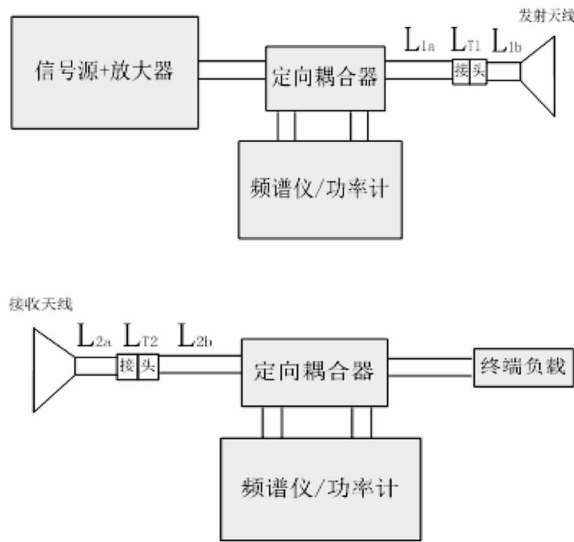 发射天线
L1a LT1 L1b
信号源+放大器
定向耦合器
接 头
频谱仪/功率计
接收天线
L2a LT2 L2b
接 头
定向耦合器
终端负载
频谱仪/功率计